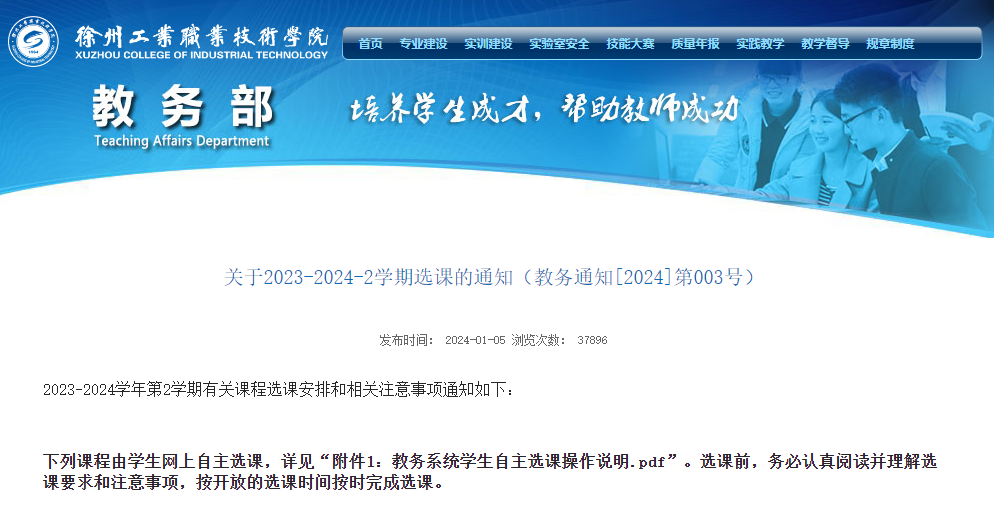 徐州工業職業技術學院
XUZHOU COLLEGE OF INDUSTRIAL TECHNOLOGY
首页 专业建设 实训建设 实验室安全 技能大赛 质量年报 实践教学 教学督导 规章制度
教务部
Teaching Affairs Department
培养学生成才，帮助教师成功
关于2023-2024-2学期选课的通知（教务通知[2024]第003号）
发布时间： 2024-01-05 浏览次数： 37896
2023-2024学年第2学期有关课程选课安排和相关注意事项通知如下：
下列课程由学生网上自主选课，详见“附件1：教务系统学生自主选课操作说明.pdf”。选课前，务必认真阅读并理解选
课要求和注意事项，按开放的选课时间按时完成选课。